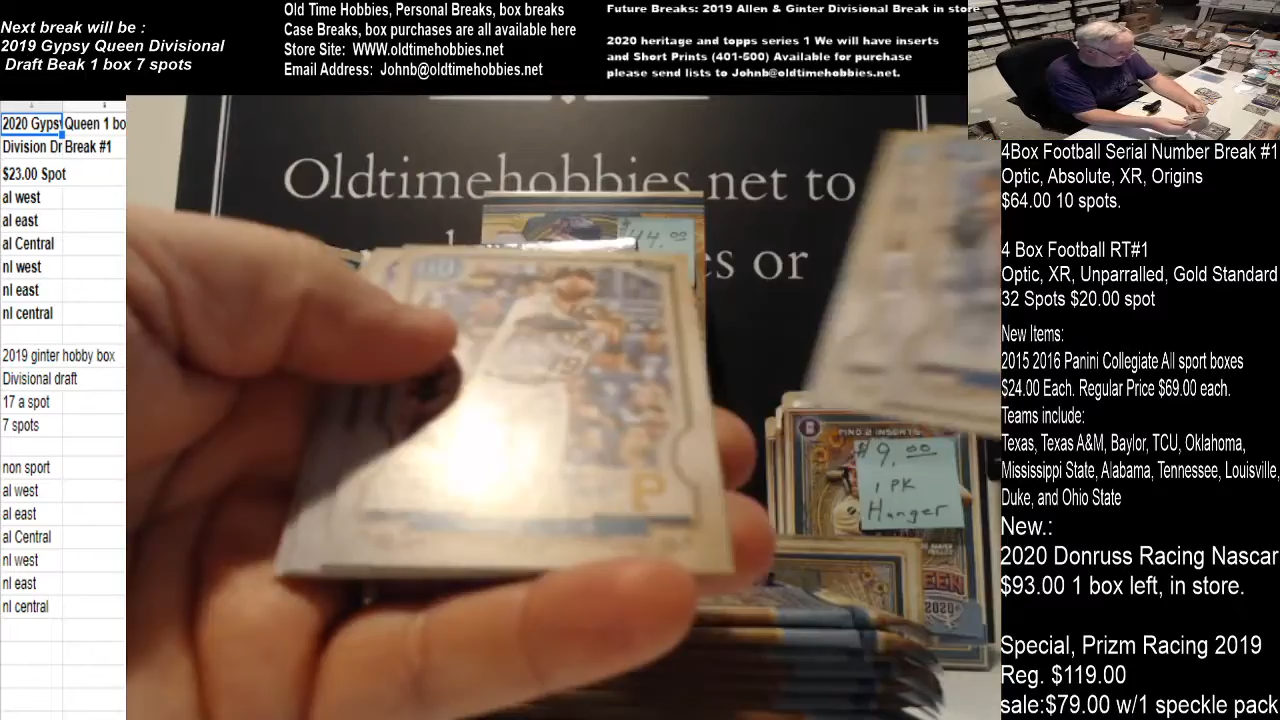 Next break will be :
2019 Gypsy Queen Divisional
Draft Beak 1 box 7 spots
Old Time Hobbies, Personal Breaks, box breaks
Case Breaks, box purchases are all available here
Store Site: WWW.oldtimehobbies.net
Email Address: Johnb@oldtimehobbies.net
Future Breaks: 2019 Allen & Ginter Divisional Break in store
2020 heritage and topps series 1 We will have inserts
and Short Prints (401-500) Available for purchase
please send lists to Johnb@oldtimehobbies.net.
2020 Gypsy Queen 1 bo
Division Dr Break #1
$23.00 Spot
al west
al east
al Central
nl west
nl east
nl central
2019 ginter hobby box
Divisional draft
17 a spot
7 spots
non sport
al west
al east
al Central
nl west
nl east
nl central
Oldtimehobbies.net to
es or
$44.00
P
FIND 2 INSERTS
$9.00
1 PK
Hanger
EEN
2020
4Box Football Serial Number Break #1
Optic, Absolute, XR, Origins
$64.00 10 spots.
4 Box Football RT#1
Optic, XR, Unparralled, Gold Standard
32 Spots $20.00 spot
New Items:
2015 2016 Panini Collegiate All sport boxes
$24.00 Each. Regular Price $69.00 each.
Teams include:
Texas, Texas A&M, Baylor, TCU, Oklahoma,
Mississippi State, Alabama, Tennessee, Louisville,
Duke, and Ohio State
New.:
2020 Donruss Racing Nascar
$93.00 1 box left, in store.
Special, Prizm Racing 2019
Reg. $119.00
sale:$79.00 w/1 speckle pack